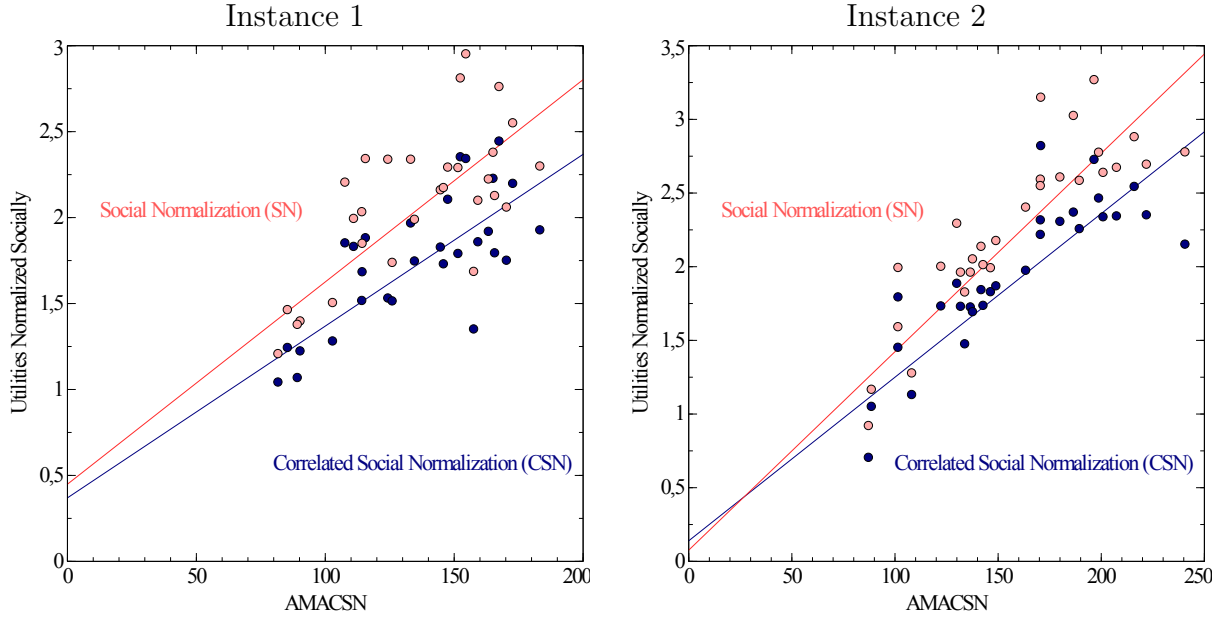 Instance 1
3
2,5
2
1,5
1
0,5
0
0
50
100
150
200
Utilities Normalized Socially
AMACSN
Social Normalization (SN)
Correlated Social Normalization (CSN)
Instance 2
3,5
3
2,5
2
1,5
1
0,5
0
0
50
100
150
200
250
Utilities Normalized Socially
AMACSN
Social Normalization (SN)
Correlated Social Normalization (CSN)